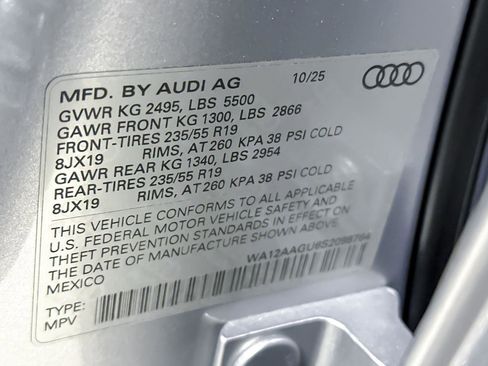 MFD. BY AUDI AG 10/25
GVWR KG 2495, LBS 5500
GAWR FRONT KG 1300, LBS 2866
FRONT-TIRES 235/55 R19
8JX19 RIMS, AT 260 KPA 38 PSI COLD
GAWR REAR KG 1340, LBS 2954
REAR-TIRES 235/55 R19
8JX19 RIMS, AT 260 KPA 38 PSI COLD
THIS VEHICLE CONFORMS TO ALL APPLICABLE
U.S. FEDERAL MOTOR VEHICLE SAFETY AND
THEFT PREVENTION STANDARDS IN EFFECT ON
THE DATE OF MANUFACTURE SHOWN ABOVE.
MEXICO
TYPE:
MPV